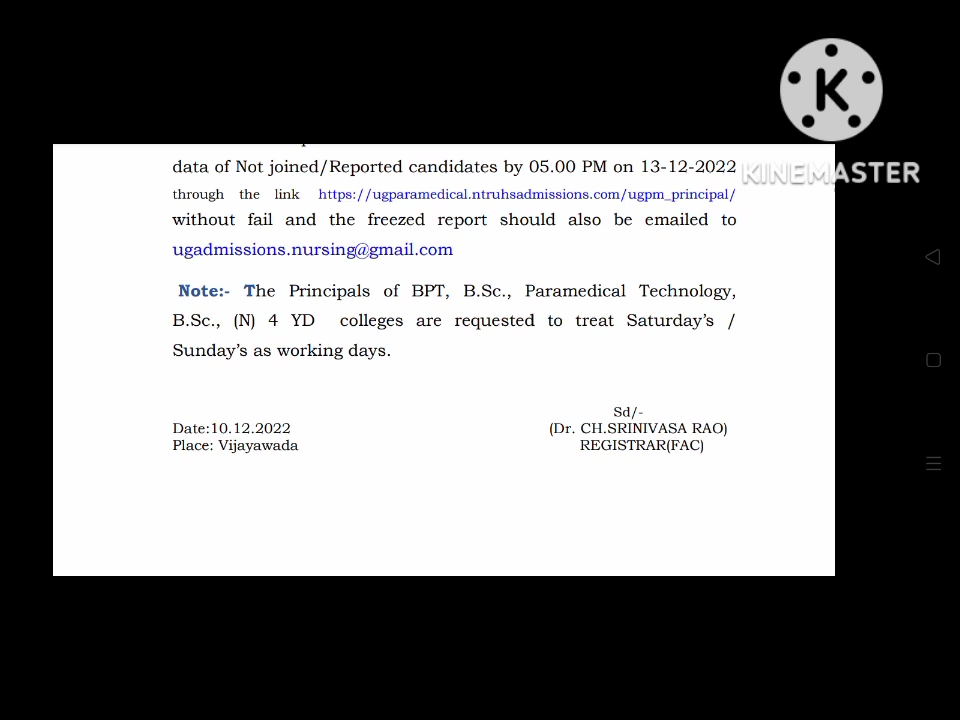 data of Not joined/Reported candidates by 05.00 PM on 13-12-2022
through the link https://ugparamedical.ntruhsadmissions.com/ugpm_principal/
without fail and the freezed report should also be emailed to
ugadmissions.nursing@gmail.com
Note:- The Principals of BPT, B.Sc., Paramedical Technology,
B.Sc., (N) 4 YD colleges are requested to treat Saturday's /
Sunday's as working days.
Sd/-
Date:10.12.2022 (Dr. CH.SRINIVASA RAO)
Place: Vijayawada REGISTRAR(FAC)
K
KINEMASTER